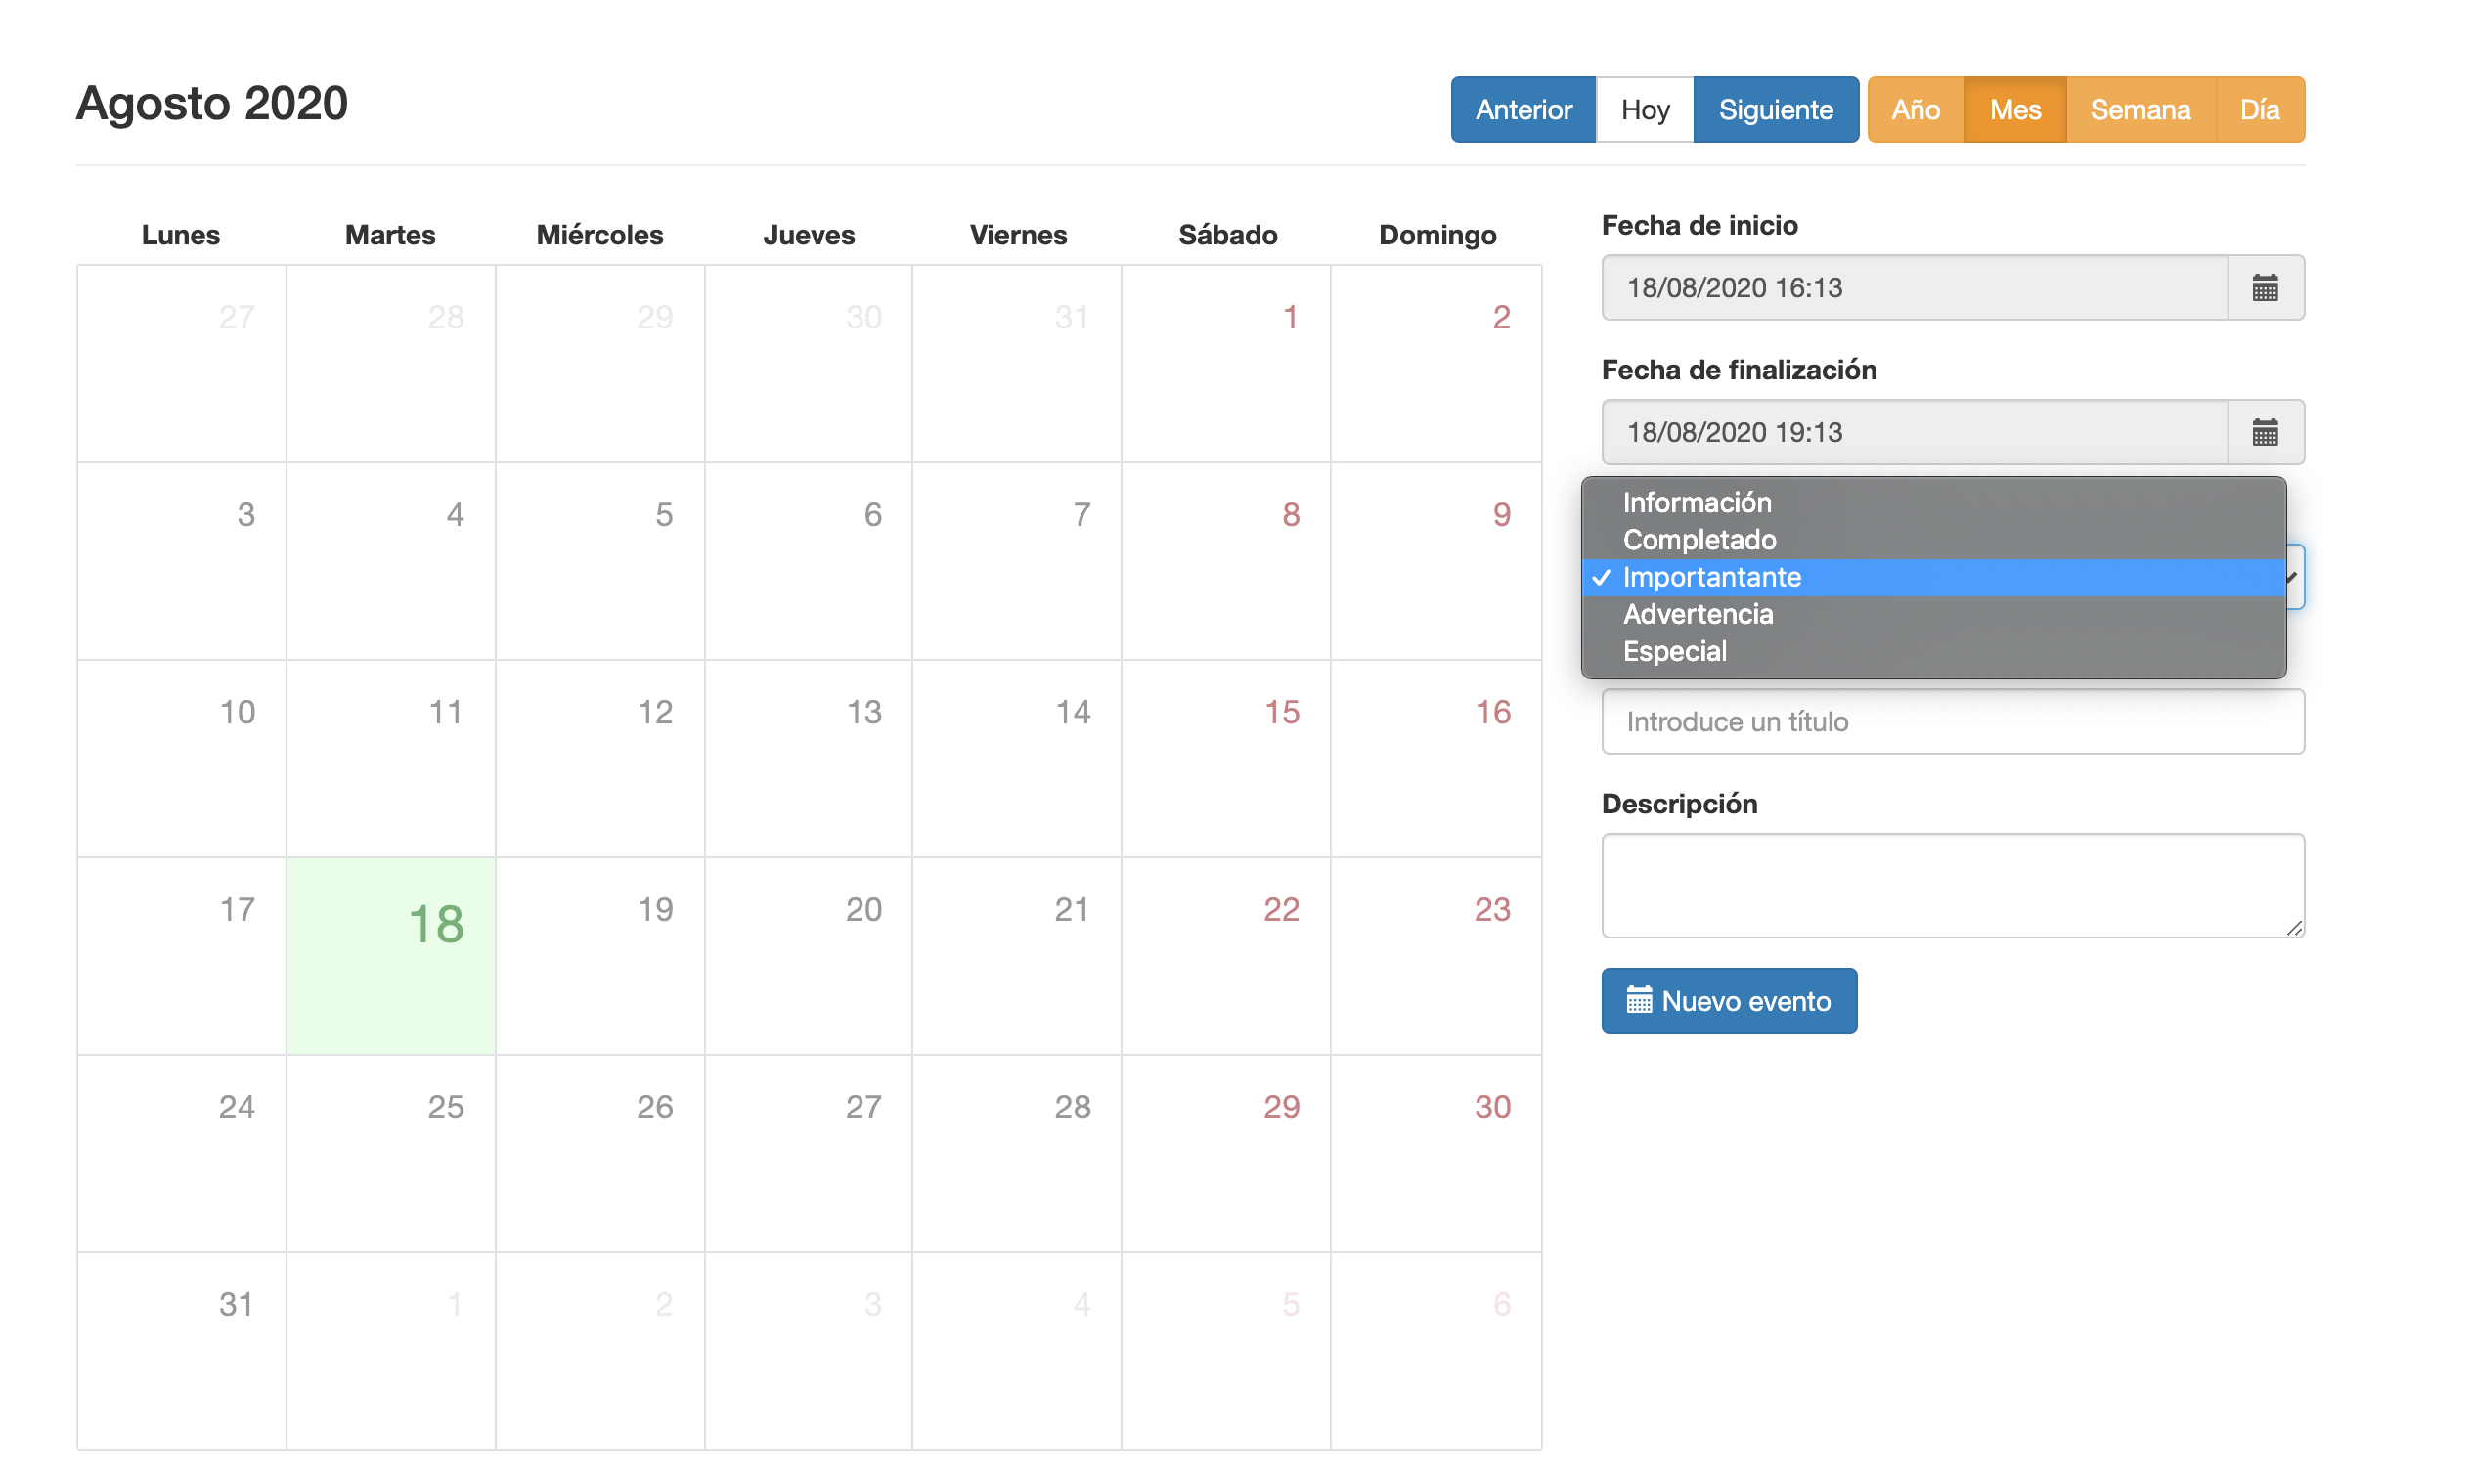 Agosto 2020
Anterior Hoy Siguiente Año Mes Semana Día
Lunes Martes Miércoles Jueves Viernes Sábado Domingo
27 28 29 30 31 1 2
3 4 5 6 7 8 9
10 11 12 13 14 15 16
17 18 19 20 21 22 23
24 25 26 27 28 29 30
31 1 2 3 4 5 6
Fecha de inicio
18/08/2020 16:13
Fecha de finalización
18/08/2020 19:13
Información
Completado
Importantante
Advertencia
Especial
Introduce un título
Descripción
Nuevo evento